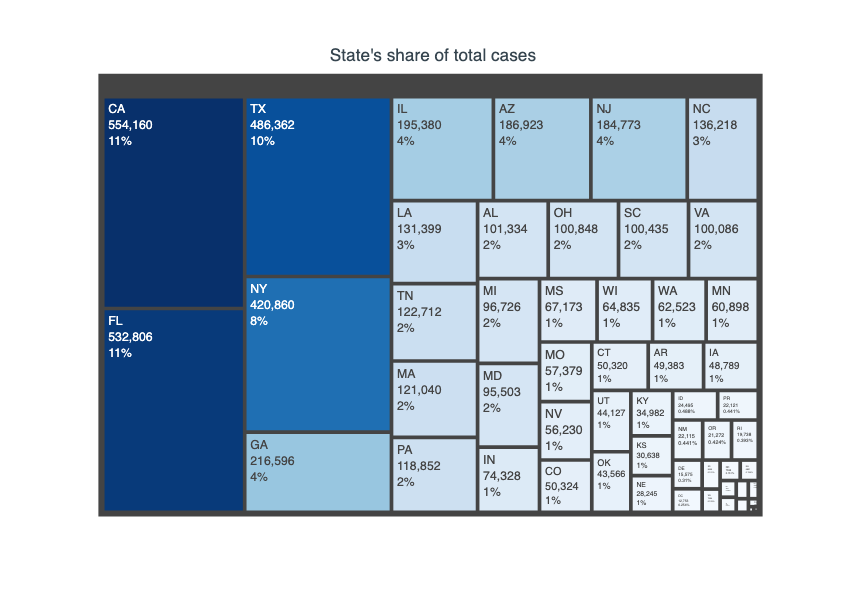 State's share of total cases
CA
554,160
11%
FL
532,806
11%
TX
486,362
10%
NY
420,860
8%
GA
216,596
4%
IL
195,380
4%
AZ
186,923
4%
NJ
184,773
4%
NC
136,218
3%
LA
131,399
3%
TN
122,712
2%
MA
121,040
2%
PA
118,852
2%
AL
101,334
2%
OH
100,848
2%
SC
100,435
2%
VA
100,086
2%
MI
96,726
2%
MD
95,503
2%
IN
74,328
1%
MS
67,173
1%
WI
64,835
1%
WA
62,523
1%
MN
60,898
1%
MO
57,379
1%
NV
56,230
1%
CO
50,324
1%
CT
50,320
1%
AR
49,383
1%
IA
48,789
1%
UT
44,127
1%
OK
43,566
1%
KY
34,982
1%
KS
30,638
1%
NE
28,245
1%
ID
24,495
0.488%
PR
22,121
0.441%
NM
22,115
0.441%
OR
21,272
0.424%
RI
19,738
0.393%
DE
15,575
0.31%
DC